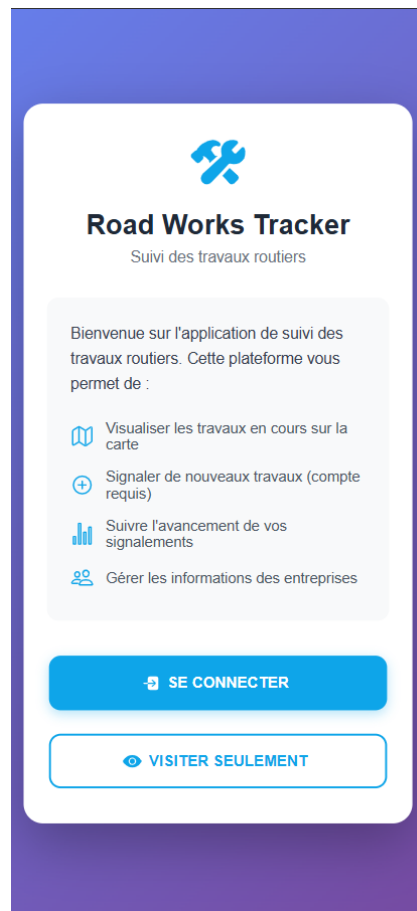 Road Works Tracker
Suivi des travaux routiers
Bienvenue sur l'application de suivi des
travaux routiers. Cette plateforme vous
permet de :
Visualiser les travaux en cours sur la
carte
Signaler de nouveaux travaux (compte
requis)
Suivre l'avancement de vos
signalements
Gérer les informations des entreprises
SE CONNECTER
VISITER SEULEMENT